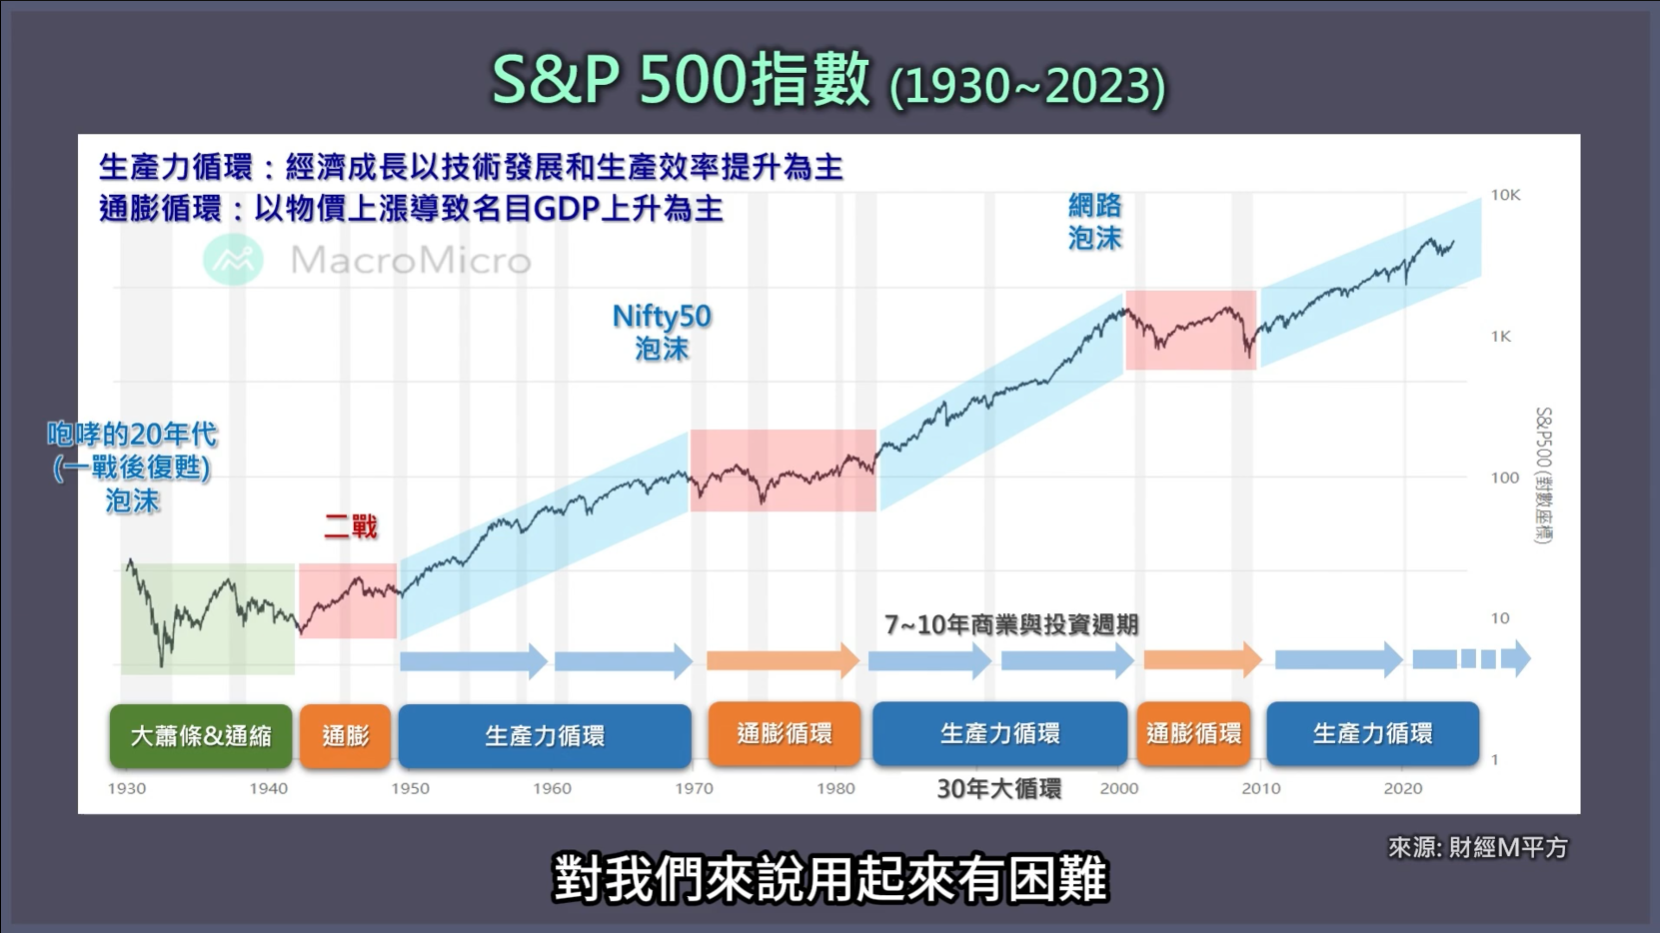 S&P 500指數 (1930~2023)
生產力循環：經濟成長以技術發展和生產效率提升為主
通膨循環：以物價上漲導致名目GDP上升為主
MacroMicro
網路
泡沫
10K
Nifty50
泡沫
1K
咆哮的20年代
(一戰後復甦)
泡沫
100
S&P500 (對數座標)
二戰
7~10年商業與投資週期
10
大蕭條&通縮
通膨
生產力循環
通膨循環
生產力循環
通膨循環
生產力循環
1
1930
1940
1950
1960
1970
1980
30年大循環
2000
2010
2020
來源: 財經M平方
對我們來說用起來有困難